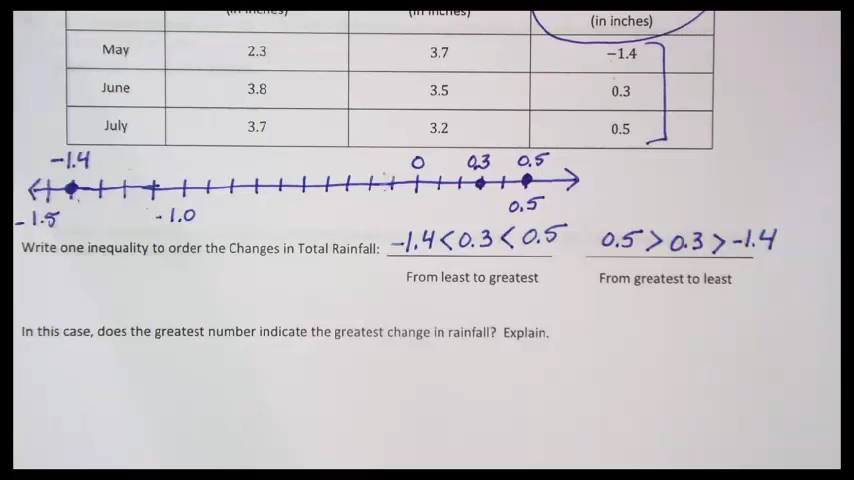 (in inches) (in inches) (in inches)
May 2.3 3.7 −1.4
June 3.8 3.5 0.3
July 3.7 3.2 0.5
-1.4 0 0.3 0.5
-1.5 -1.0 0.5
Write one inequality to order the Changes in Total Rainfall: -1.4 < 0.3 < 0.5 0.5 > 0.3 > -1.4
From least to greatest From greatest to least
In this case, does the greatest number indicate the greatest change in rainfall? Explain.